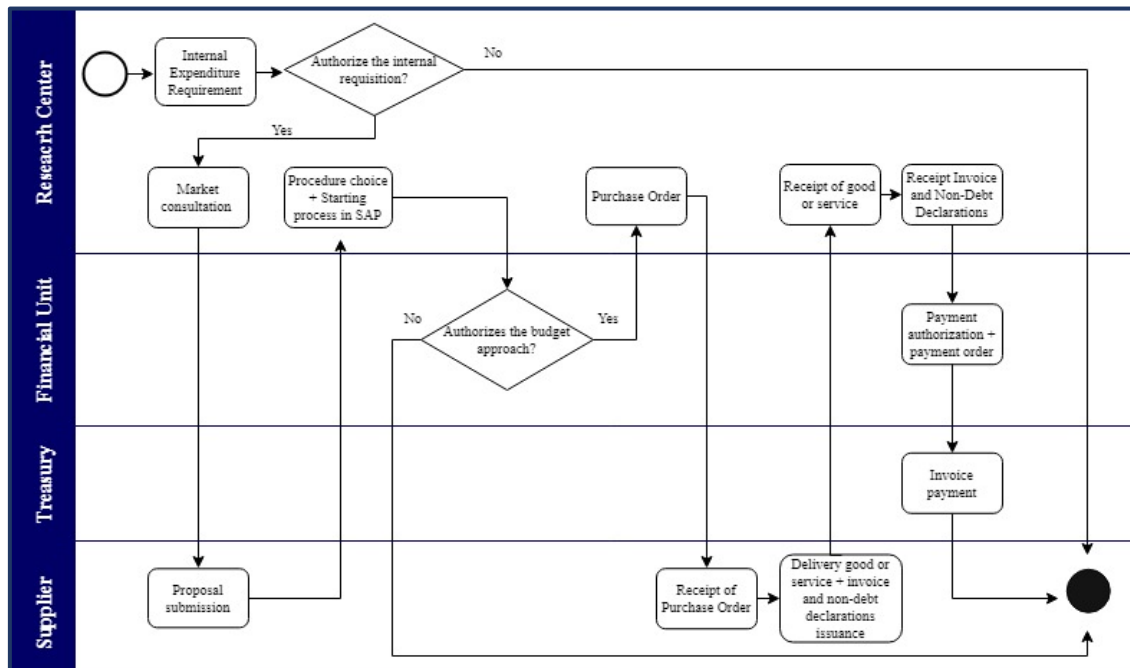 Reseacrh Center
Internal
Expenditure
Requirement
Authorize the internal
requisition?
No
Yes
Market
consultation
Procedure choice
+ Starting
process in SAP
Purchase Order
Receipt of good
or service
Receipt Invoice
and Non-Debt
Declarations
Financial Unit
No
Authorizes the budget
approach?
Yes
Payment
authorization +
payment order
Treasury
Invoice
payment
Supplier
Proposal
submission
Receipt of
Purchase Order
Delivery good or
service + invoice
and non-debt
declarations
issuance